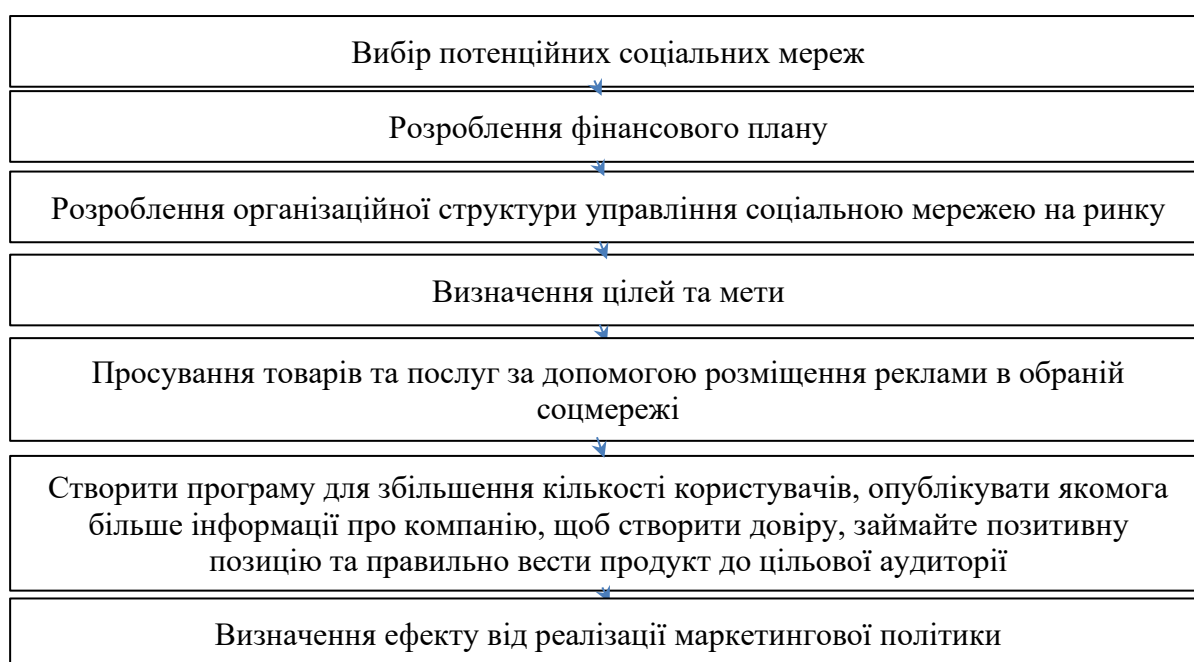 Вибір потенційних соціальних мереж
Розроблення фінансового плану
Розроблення організаційної структури управління соціальною мережею на ринку
Визначення цілей та мети
Просування товарів та послуг за допомогою розміщення реклами в обраній
соцмережі
Створити програму для збільшення кількості користувачів, опублікувати якомога
більше інформації про компанію, щоб створити довіру, займайте позитивну
позицію та правильно вести продукт до цільової аудиторії
Визначення ефекту від реалізації маркетингової політики